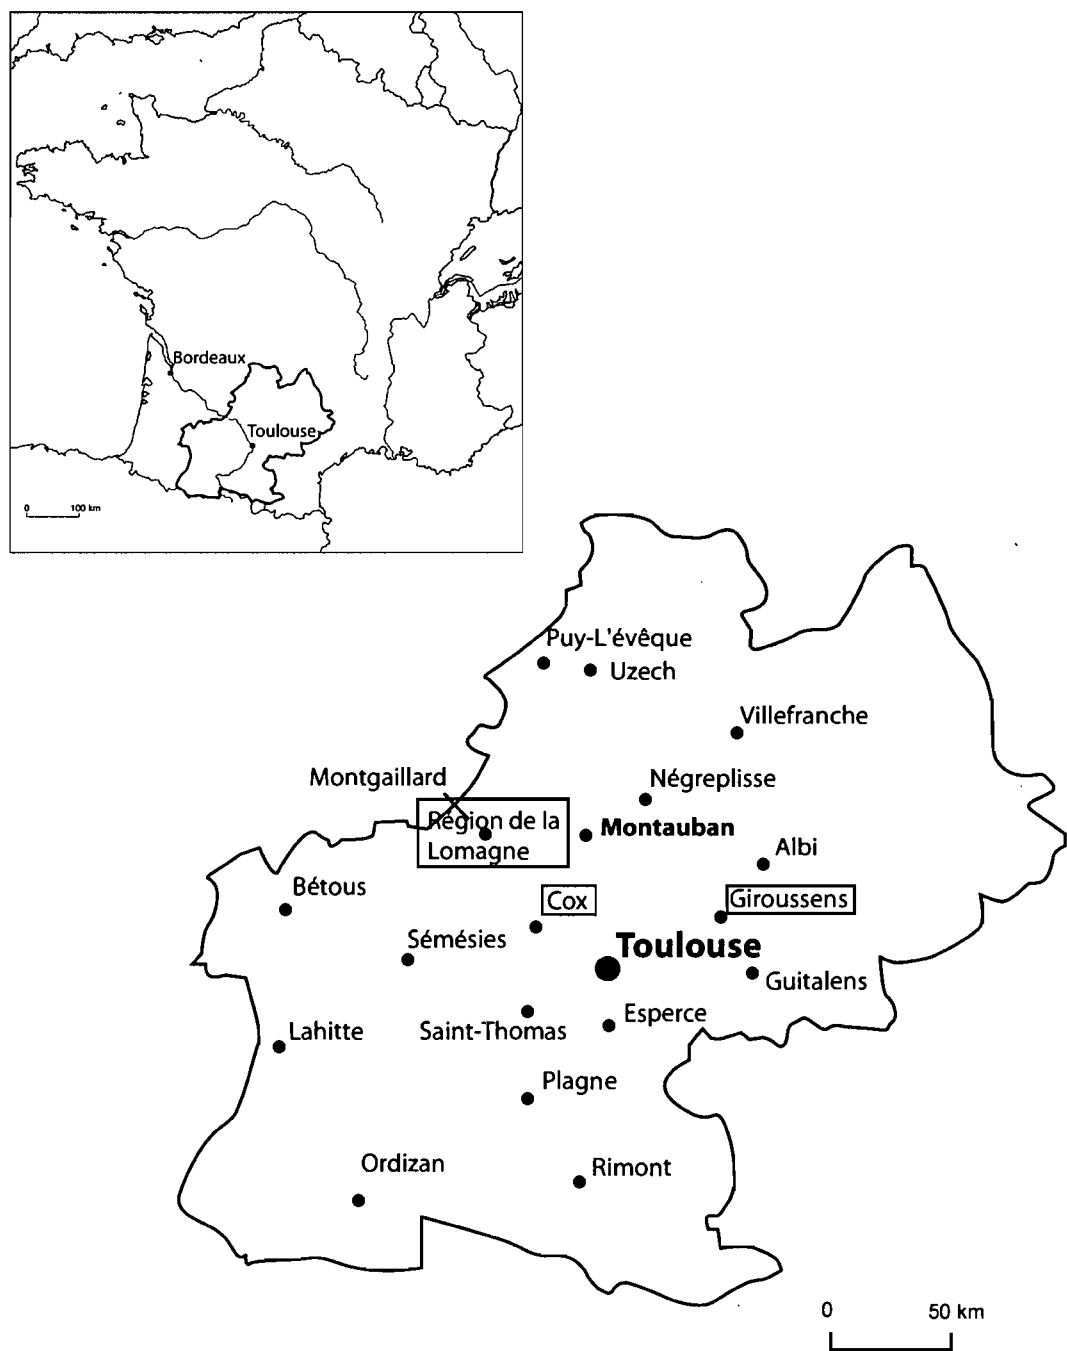 Bordeaux
Toulouse
0 100 km
Puy-L'évêque
Uzech
Villefranche
Montgaillard
Négreplisse
Région de la
Lomagne
Montauban
Albi
Bétous
Cox
Giroussens
Sémésies
Toulouse
Guitalens
Lahitte
Saint-Thomas
Esperce
Plagne
Ordizan
Rimont
0 50 km